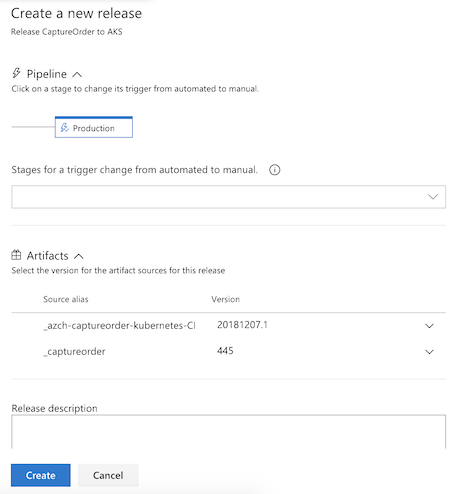 Create a new release
Release CaptureOrder to AKS
Pipeline
Click on a stage to change its trigger from automated to manual.
Production
Stages for a trigger change from automated to manual.
Artifacts
Select the version for the artifact sources for this release
Source alias Version
_azch-captureorder-kubernetes-CI 20181207.1
_captureorder 445
Release description
Create Cancel